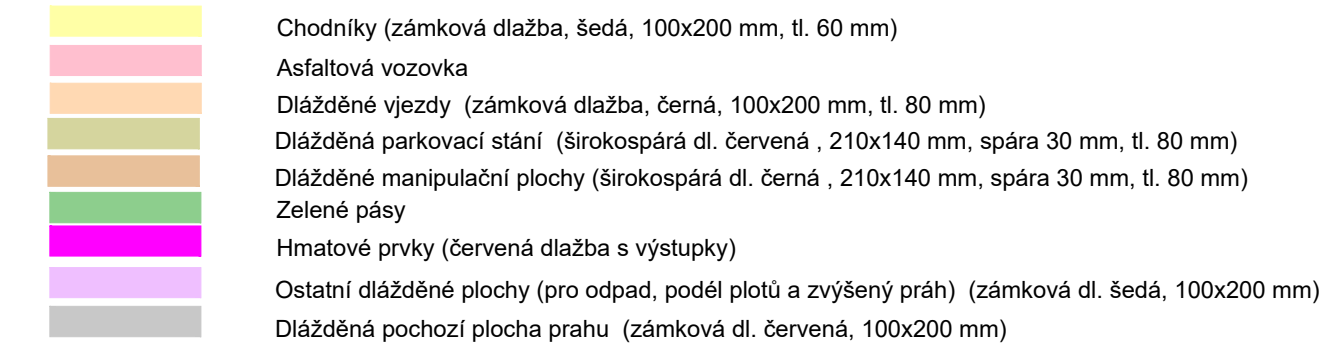 Chodníky (zámková dlažba, šedá, 100x200 mm, tl. 60 mm)
Asfaltová vozovka
Dlážděné vjezdy (zámková dlažba, černá, 100x200 mm, tl. 80 mm)
Dlážděná parkovací stání (širokospárá dl. červená , 210x140 mm, spára 30 mm, tl. 80 mm)
Dlážděné manipulační plochy (širokospárá dl. černá , 210x140 mm, spára 30 mm, tl. 80 mm)
Zelené pásy
Hmatové prvky (červená dlažba s výstupky)
Ostatní dlážděné plochy (pro odpad, podél plotů a zvýšený práh) (zámková dl. šedá, 100x200 mm)
Dlážděná pochozí plocha prahu (zámková dl. červená, 100x200 mm)